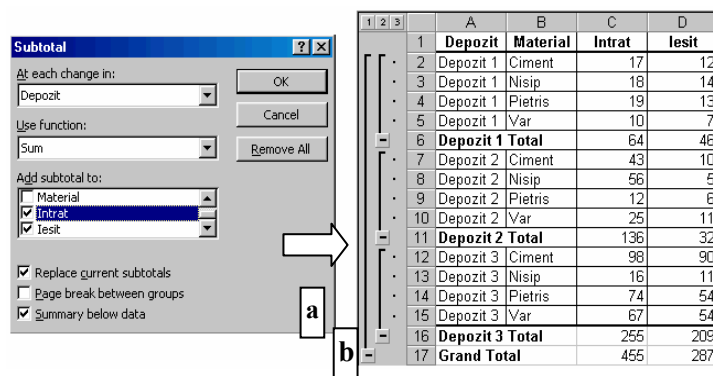 Subtotal
At each change in:
Depozit
Use function:
Sum
Add subtotal to:
Material
Intrat
Iesit
Replace current subtotals
Page break between groups
Summary below data
OK
Cancel
Remove All
a
b
1 2 3
A B C D
1 Depozit Material Intrat Iesit
2 Depozit 1 Ciment 17 12
3 Depozit 1 Nisip 18 14
4 Depozit 1 Pietris 19 13
5 Depozit 1 Var 10 7
6 Depozit 1 Total 64 46
7 Depozit 2 Ciment 43 10
8 Depozit 2 Nisip 56 5
9 Depozit 2 Pietris 12 6
10 Depozit 2 Var 25 11
11 Depozit 2 Total 136 32
12 Depozit 3 Ciment 98 90
13 Depozit 3 Nisip 16 11
14 Depozit 3 Pietris 74 54
15 Depozit 3 Var 67 54
16 Depozit 3 Total 255 209
17 Grand Total 455 287